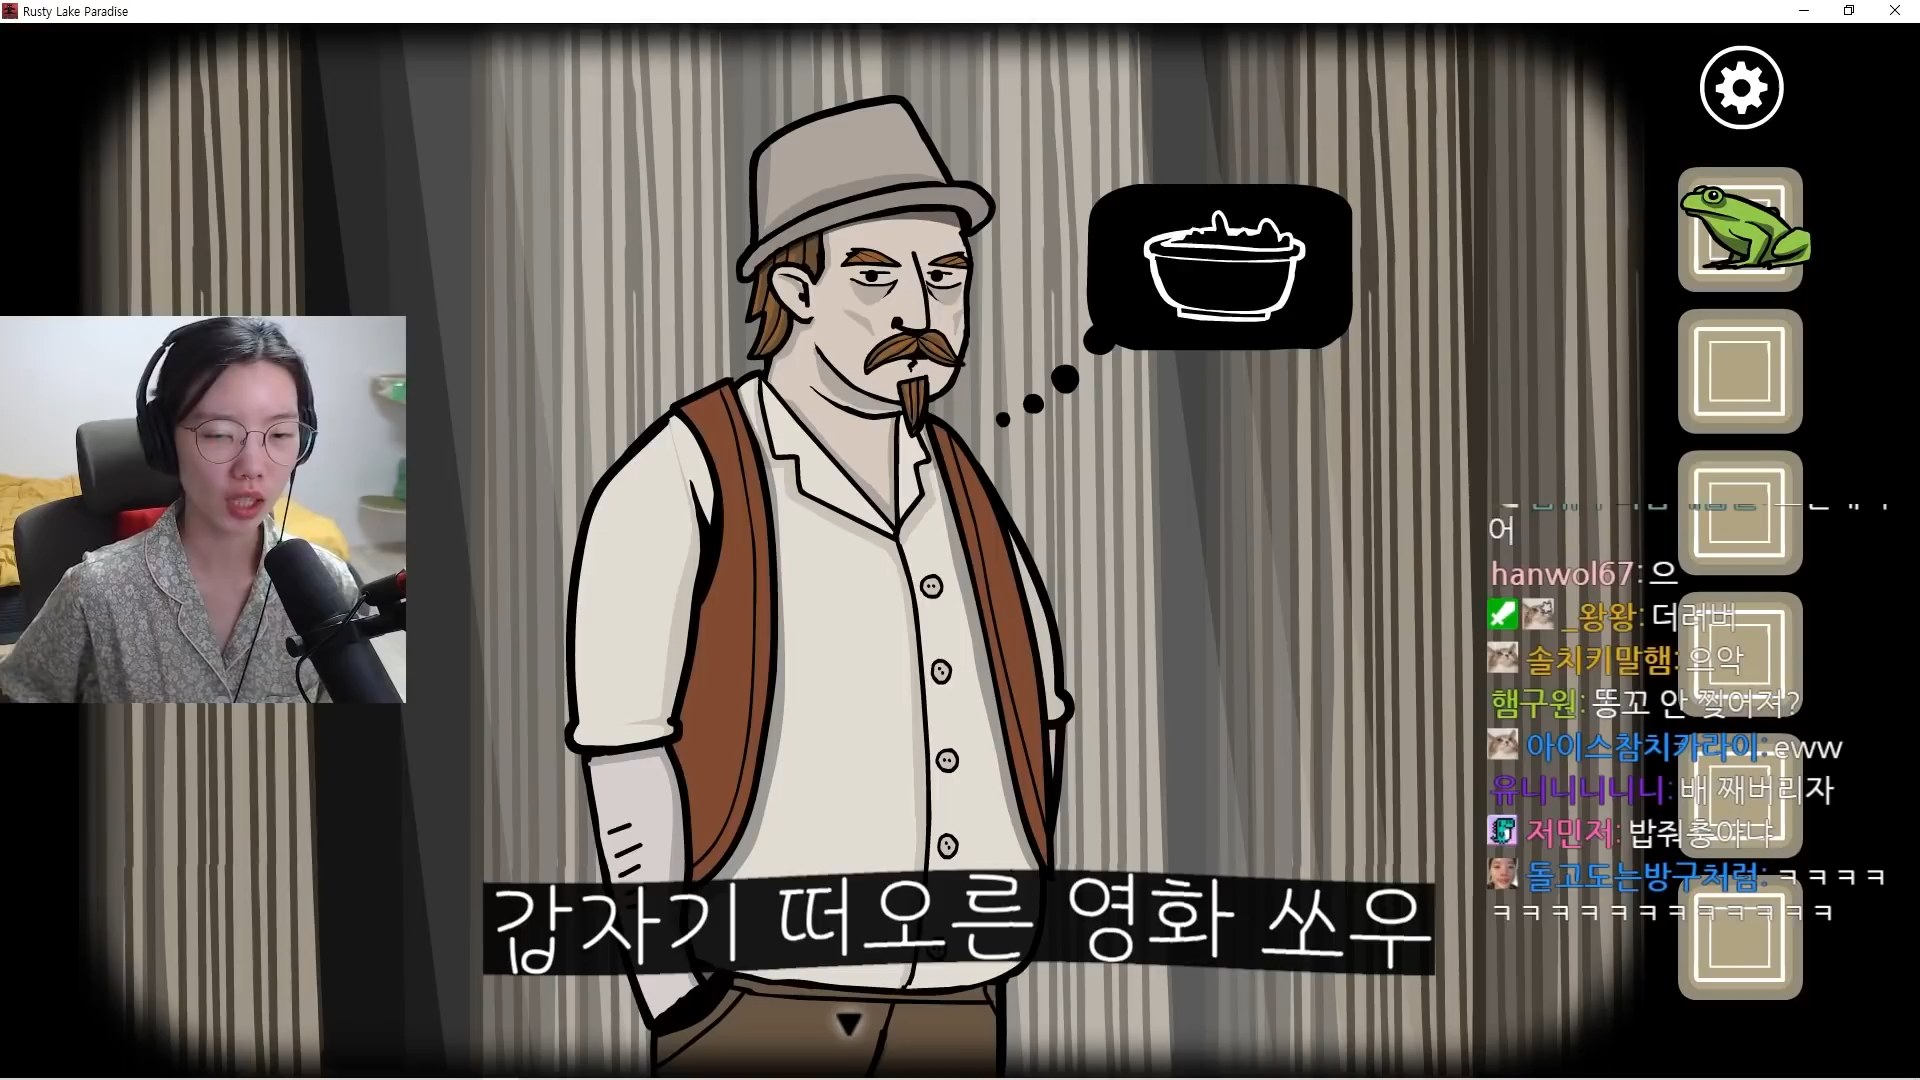 Rusty Lake Paradise
어
hanwol67: 으
_왕왕: 더러버
솔치키말햄: 으악
햄구원: 똥꼬 안 찢어져?
아이스참치카라이: eww
유니니니니니: 배 째버리자
저민저: 밥줘충이냐
돌고도는방구처럼: ㅋㅋㅋㅋ
ㅋㅋㅋㅋㅋㅋㅋㅋㅋㅋㅋㅋ
갑자기 떠오른 영화 쏘우